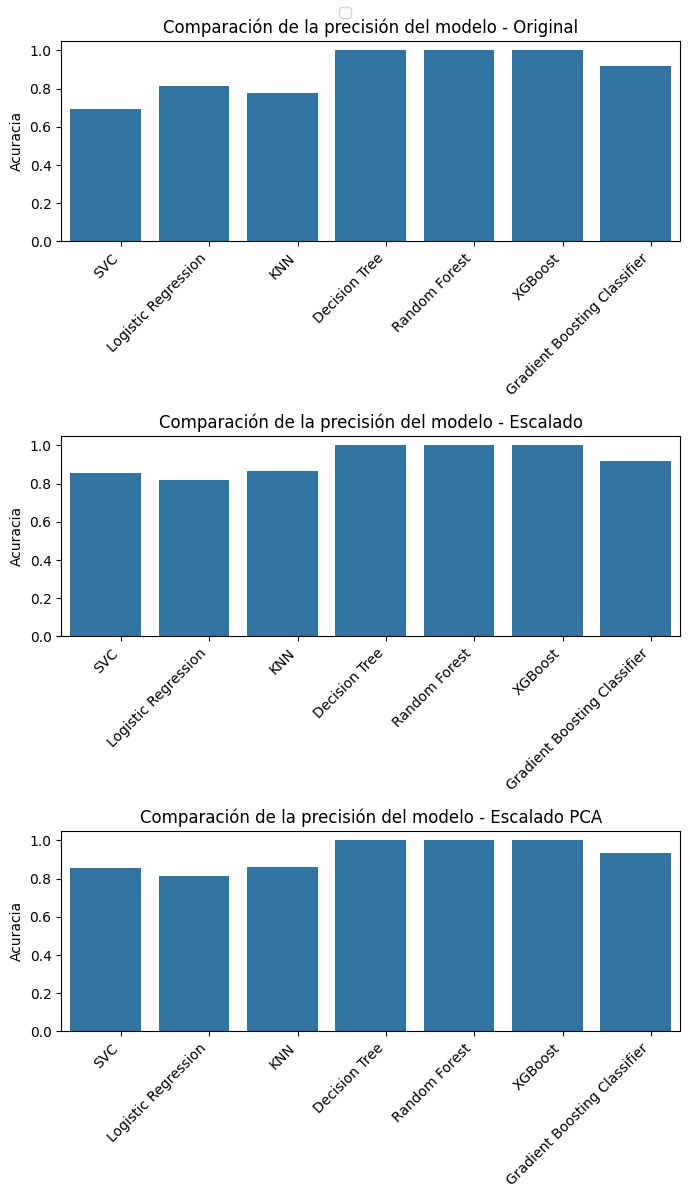 Comparación de la precisión del modelo - Original
Acuracia
1.0
0.8
0.6
0.4
0.2
0.0
SVC
Logistic Regression
KNN
Decision Tree
Random Forest
XGBoost
Gradient Boosting Classifier
Comparación de la precisión del modelo - Escalado
Acuracia
1.0
0.8
0.6
0.4
0.2
0.0
SVC
Logistic Regression
KNN
Decision Tree
Random Forest
XGBoost
Gradient Boosting Classifier
Comparación de la precisión del modelo - Escalado PCA
Acuracia
1.0
0.8
0.6
0.4
0.2
0.0
SVC
Logistic Regression
KNN
Decision Tree
Random Forest
XGBoost
Gradient Boosting Classifier